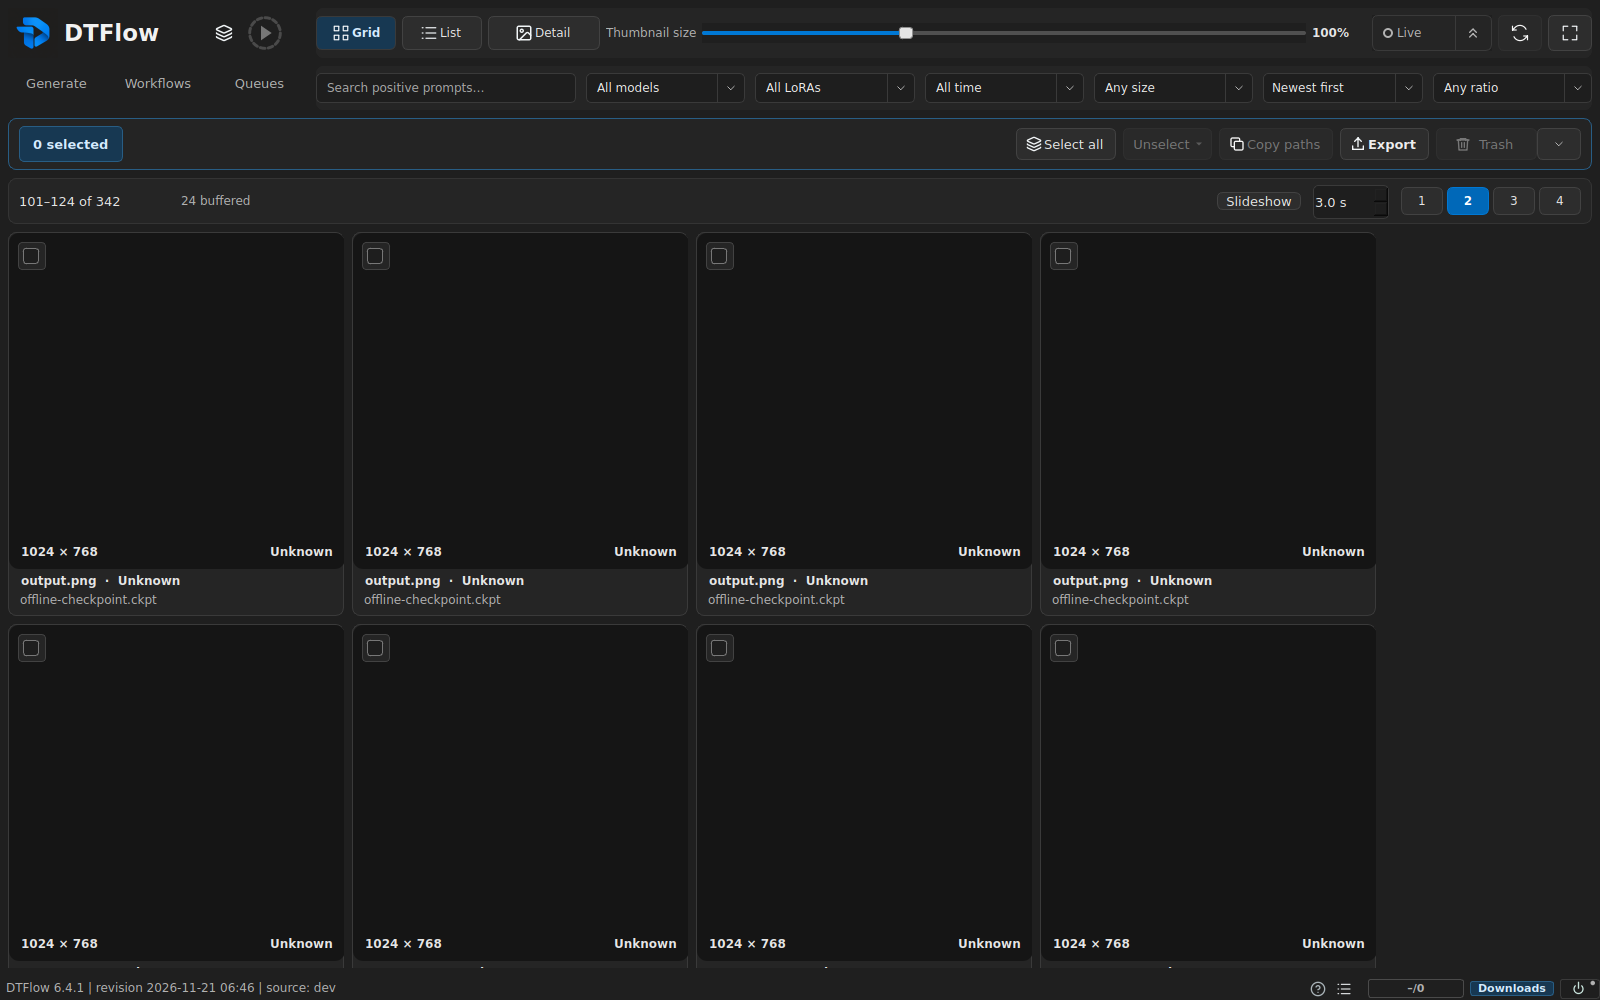 DTFlow
Grid
List
Detail
Thumbnail size
100%
Live
Generate
Workflows
Queues
Search positive prompts...
All models
All LoRAs
All time
Any size
Newest first
Any ratio
0 selected
Select all
Unselect
Copy paths
Export
Trash
101–124 of 342
24 buffered
Slideshow
3.0 s
1
2
3
4
1024 × 768
Unknown
1024 × 768
Unknown
1024 × 768
Unknown
1024 × 768
Unknown
output.png · Unknown
output.png · Unknown
output.png · Unknown
output.png · Unknown
offline-checkpoint.ckpt
offline-checkpoint.ckpt
offline-checkpoint.ckpt
offline-checkpoint.ckpt
1024 × 768
Unknown
1024 × 768
Unknown
1024 × 768
Unknown
1024 × 768
Unknown
DTFlow 6.4.1 | revision 2026-11-21 06:46 | source: dev
–/0
Downloads